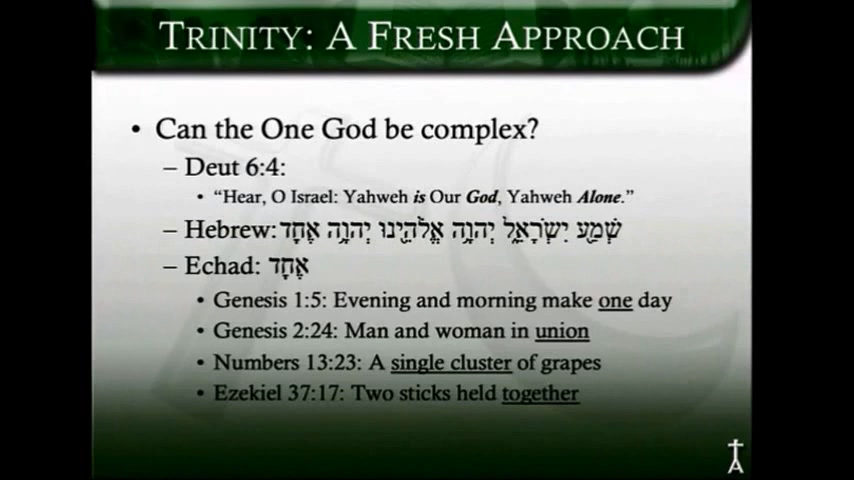 TRINITY: A FRESH APPROACH
• Can the One God be complex?
– Deut 6:4:
• “Hear, O Israel: Yahweh is Our God, Yahweh Alone.”
– Hebrew: שְׁמַ֖ע יִשְׂרָאֵ֑ל יְהוָ֥ה אֱלֹהֵ֖ינוּ יְהוָ֥ה אֶחָֽד
– Echad: אֶחָֽד
• Genesis 1:5: Evening and morning make one day
• Genesis 2:24: Man and woman in union
• Numbers 13:23: A single cluster of grapes
• Ezekiel 37:17: Two sticks held together